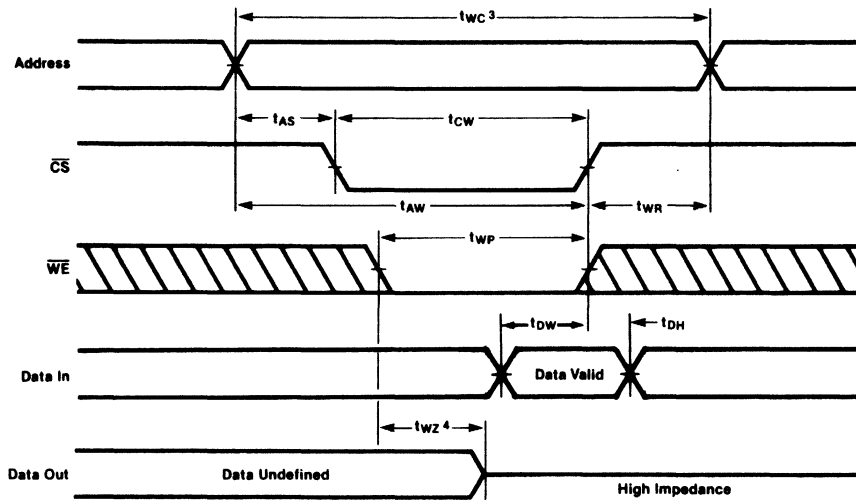 tWC 3
Address
tAS
tCW
CS
tAW
tWR
tWP
WE
tDW
tDH
Data In
Data Valid
tWZ 4
Data Out
Data Undefined
High Impedance